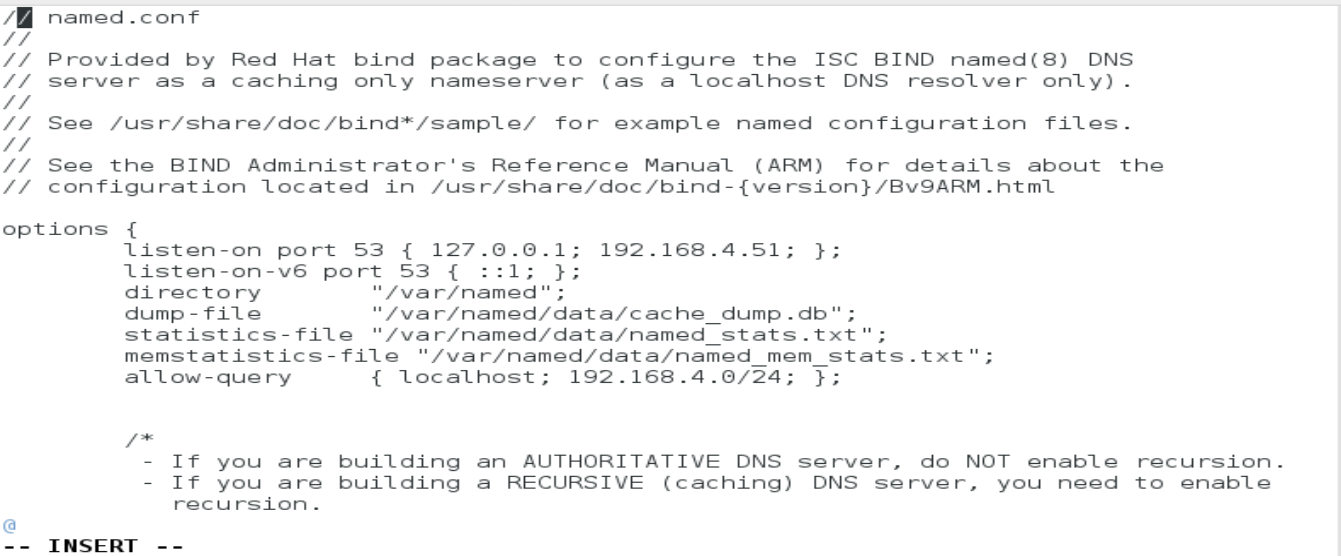 // named.conf
//
// Provided by Red Hat bind package to configure the ISC BIND named(8) DNS
// server as a caching only nameserver (as a localhost DNS resolver only).
//
// See /usr/share/doc/bind*/sample/ for example named configuration files.
//
// See the BIND Administrator's Reference Manual (ARM) for details about the
// configuration located in /usr/share/doc/bind-{version}/Bv9ARM.html
options {
listen-on port 53 { 127.0.0.1; 192.168.4.51; };
listen-on-v6 port 53 { ::1; };
directory "/var/named";
dump-file "/var/named/data/cache_dump.db";
statistics-file "/var/named/data/named_stats.txt";
memstatistics-file "/var/named/data/named_mem_stats.txt";
allow-query { localhost; 192.168.4.0/24; };
/*
- If you are building an AUTHORITATIVE DNS server, do NOT enable recursion.
- If you are building a RECURSIVE (caching) DNS server, you need to enable
recursion.
@
-- INSERT --